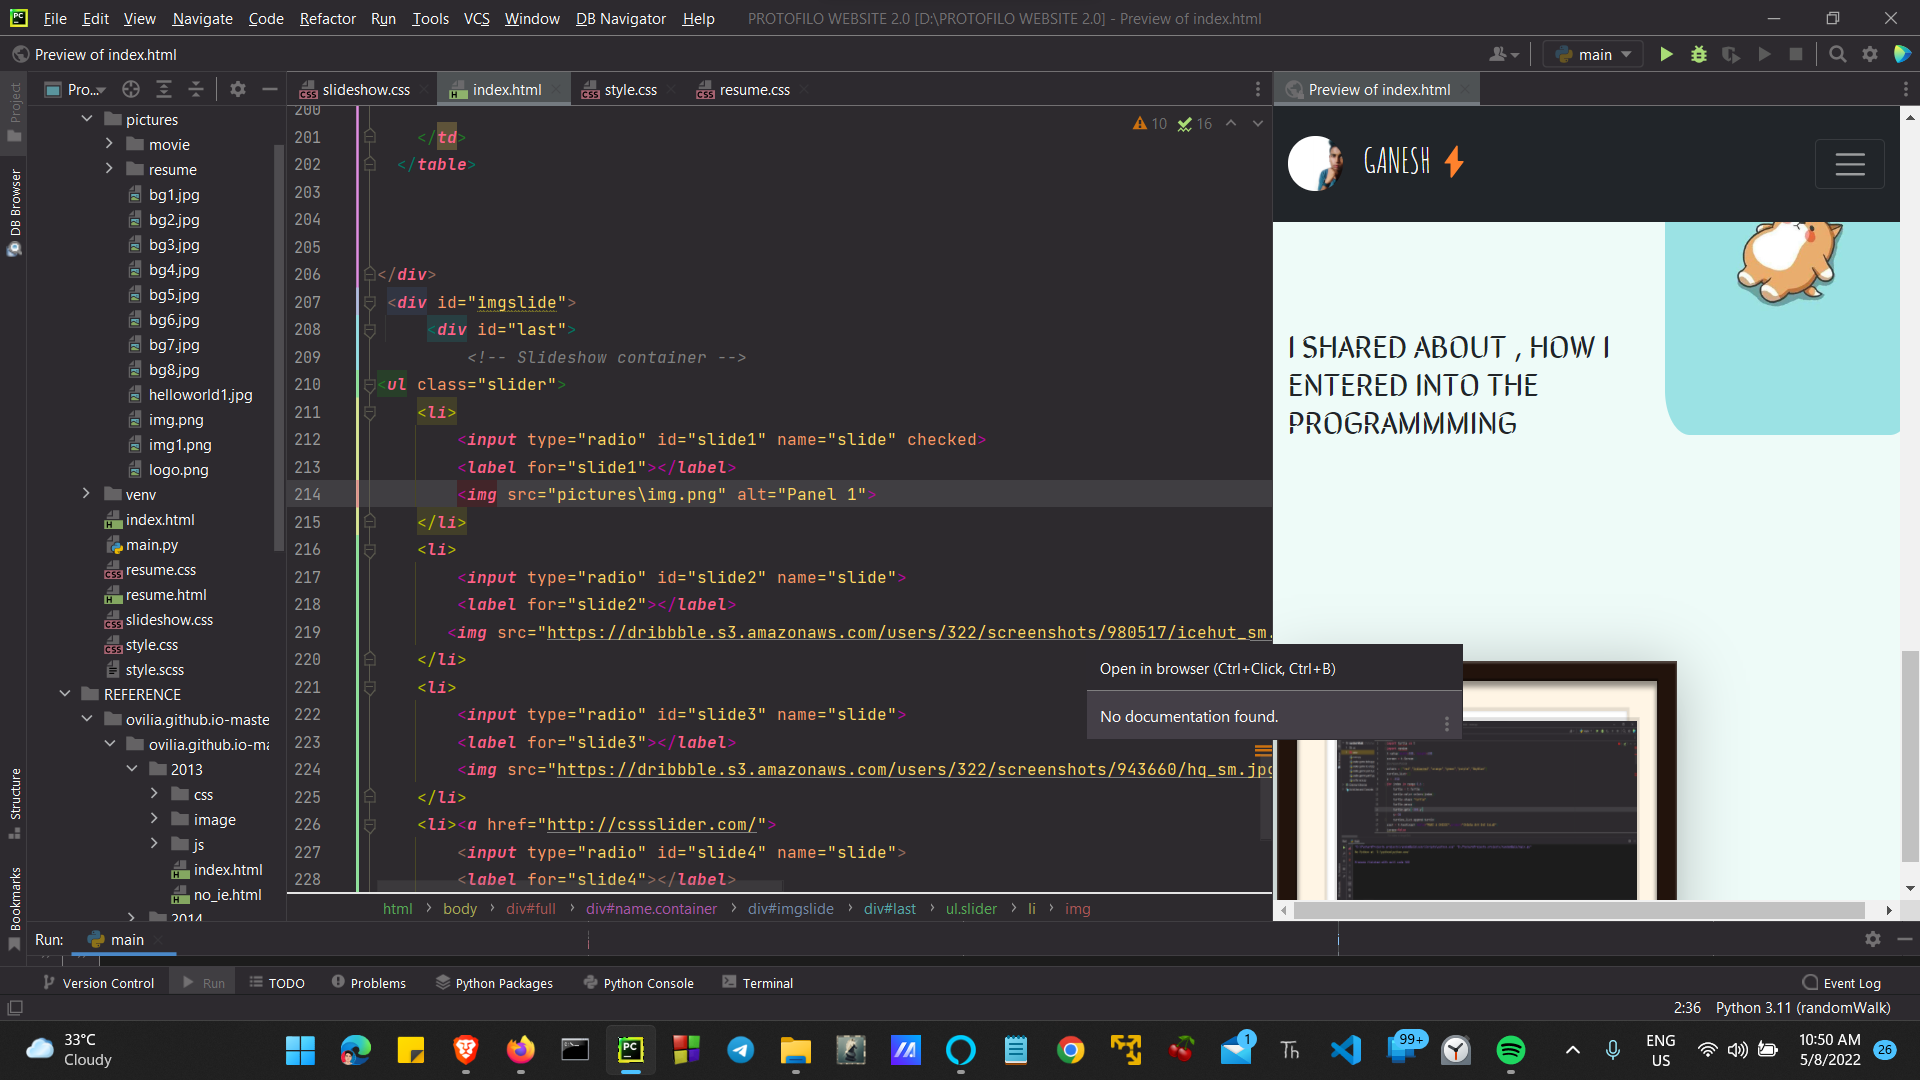 File Edit View Navigate Code Refactor Run Tools VCS Window DB Navigator Help PROTOFILO WEBSITE 2.0 [D:\PROTOFILO WEBSITE 2.0] - Preview of index.html
Preview of index.html
main
Project
DB Browser
Structure
Bookmarks
Pro...
pictures
movie
resume
bg1.jpg
bg2.jpg
bg3.jpg
bg4.jpg
bg5.jpg
bg6.jpg
bg7.jpg
bg8.jpg
helloworld1.jpg
img.png
img1.png
logo.png
venv
index.html
main.py
resume.css
resume.html
slideshow.css
style.css
style.scss
REFERENCE
ovilia.github.io-maste
ovilia.github.io-ma
2013
css
image
js
index.html
no_ie.html
2014
slideshow.css index.html style.css resume.css
10 16
200
201 </td>
202 </table>
203
204
205
206 </div>
207 <div id="imgslide">
208 <div id="last">
209 <!-- Slideshow container -->
210 <ul class="slider">
211 <li>
212 <input type="radio" id="slide1" name="slide" checked>
213 <label for="slide1"></label>
214 <img src="pictures\img.png" alt="Panel 1">
215 </li>
216 <li>
217 <input type="radio" id="slide2" name="slide">
218 <label for="slide2"></label>
219 <img src="https://dribbble.s3.amazonaws.com/users/322/screenshots/980517/icehut_sm.
220 </li>
221 <li>
222 <input type="radio" id="slide3" name="slide">
223 <label for="slide3"></label>
224 <img src="https://dribbble.s3.amazonaws.com/users/322/screenshots/943660/hq_sm.jpg
225 </li>
226 <li><a href="http://cssslider.com/">
227 <input type="radio" id="slide4" name="slide">
228 <label for="slide4"></label>
html > body > div#full > div#name.container > div#imgslide > div#last > ul.slider > li > img
Open in browser (Ctrl+Click, Ctrl+B)
No documentation found.
Preview of index.html
GANESH
I SHARED ABOUT , HOW I
ENTERED INTO THE
PROGRAMMMING
Run: main
Version Control Run TODO Problems Python Packages Python Console Terminal Event Log
2:36 Python 3.11 (randomWalk)
33°C
Cloudy
PC
1
Th
99+
ENG
US
10:50 AM
5/8/2022
26